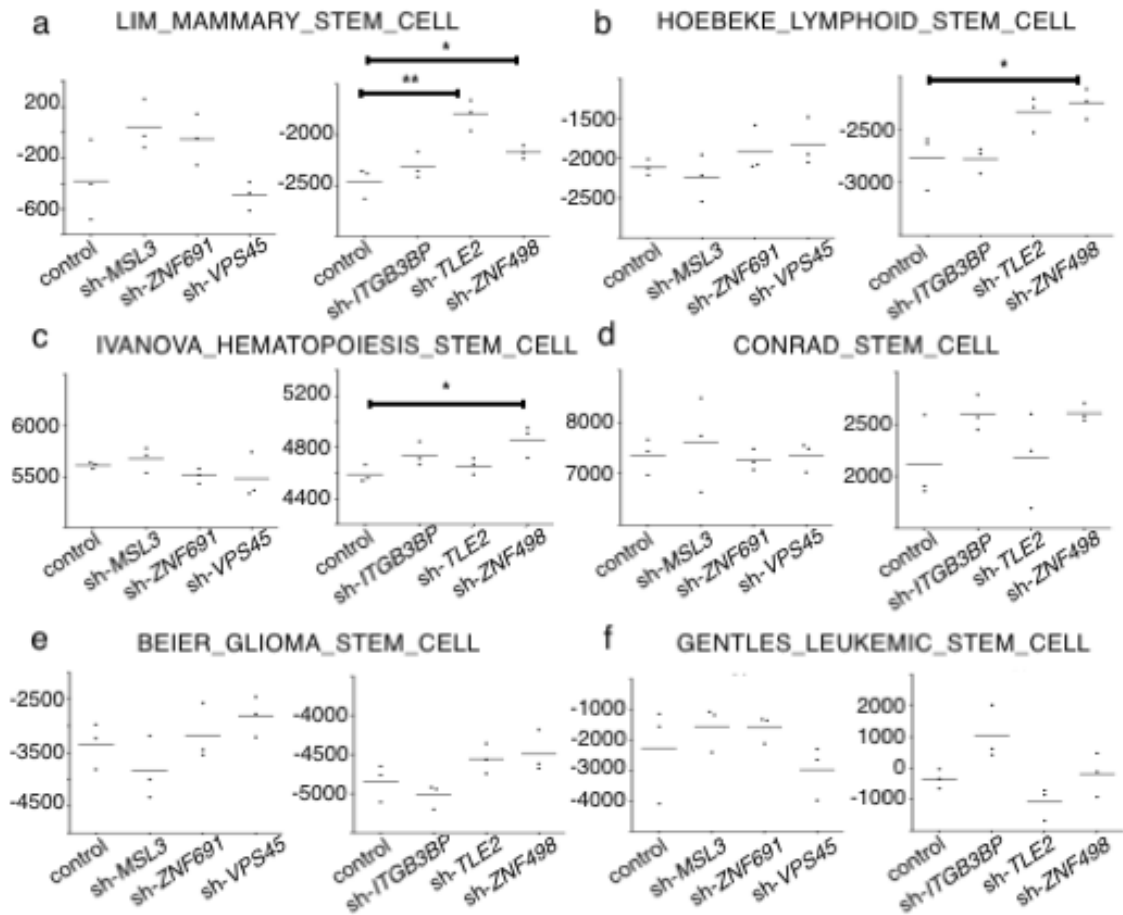 a LIM_MAMMARY_STEM_CELL
* **
200
-200
-600
-2000
-2500
control sh-MSL3 sh-ZNF691 sh-VPS45
control sh-ITGB3BP sh-TLE2 sh-ZNF498
b HOEBEKE_LYMPHOID_STEM_CELL
*
-1500
-2000
-2500
-2500
-3000
control sh-MSL3 sh-ZNF691 sh-VPS45
control sh-ITGB3BP sh-TLE2 sh-ZNF498
c IVANOVA_HEMATOPOIESIS_STEM_CELL
*
6000
5500
5200
4800
4400
control sh-MSL3 sh-ZNF691 sh-VPS45
control sh-ITGB3BP sh-TLE2 sh-ZNF498
d CONRAD_STEM_CELL
8000
7000
2500
2000
control sh-MSL3 sh-ZNF691 sh-VPS45
control sh-ITGB3BP sh-TLE2 sh-ZNF498
e BEIER_GLIOMA_STEM_CELL
-2500
-3500
-4500
-4000
-4500
-5000
control sh-MSL3 sh-ZNF691 sh-VPS45
control sh-ITGB3BP sh-TLE2 sh-ZNF498
f GENTLES_LEUKEMIC_STEM_CELL
-1000
-2000
-3000
-4000
2000
1000
0
-1000
control sh-MSL3 sh-ZNF691 sh-VPS45
control sh-ITGB3BP sh-TLE2 sh-ZNF498